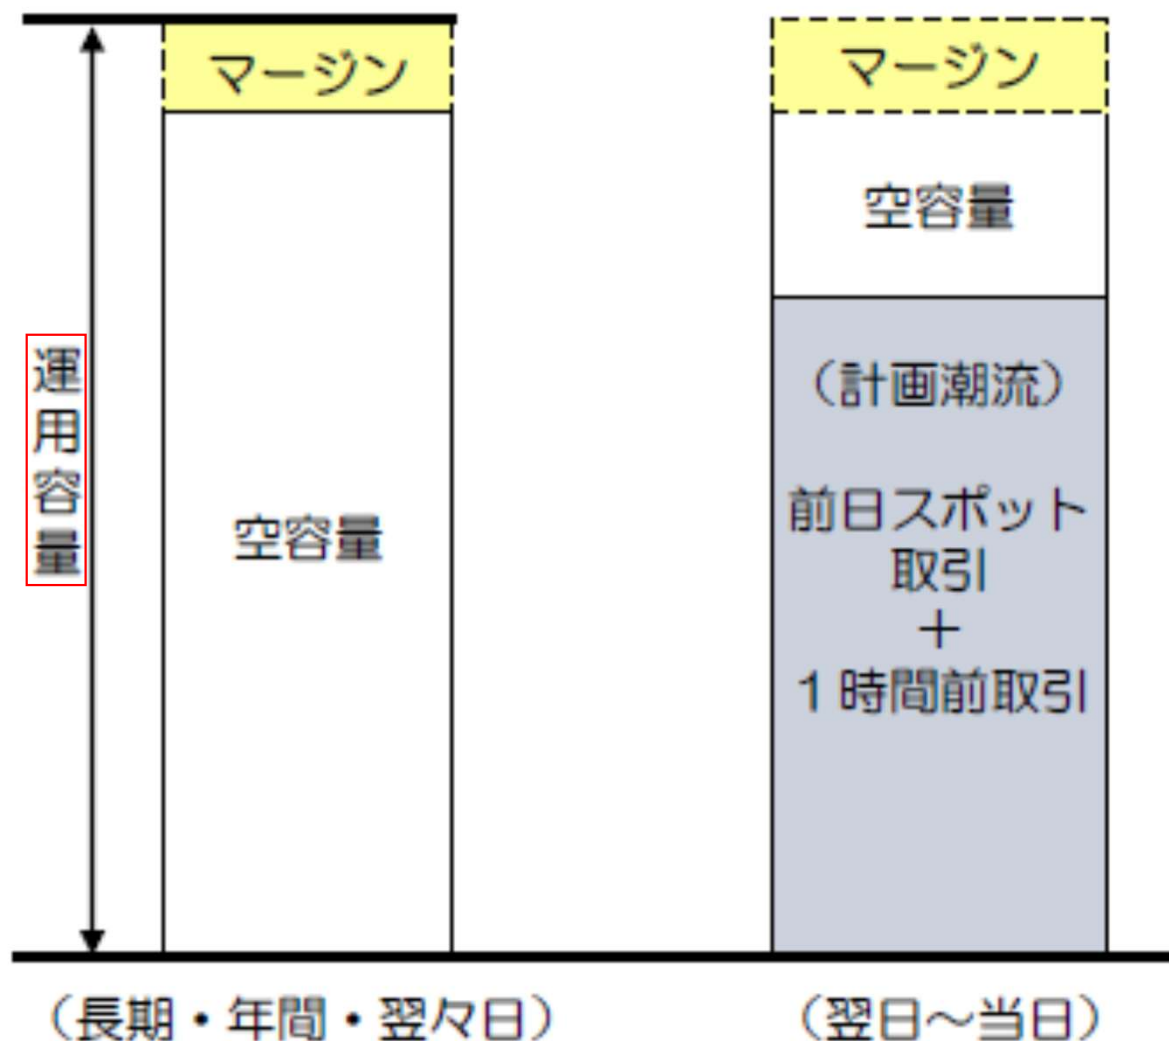 運用容量
マージン
空容量
（長期・年間・翌々日）
マージン
空容量
（計画潮流）
前日スポット
取引
＋
１時間前取引
（翌日～当日）